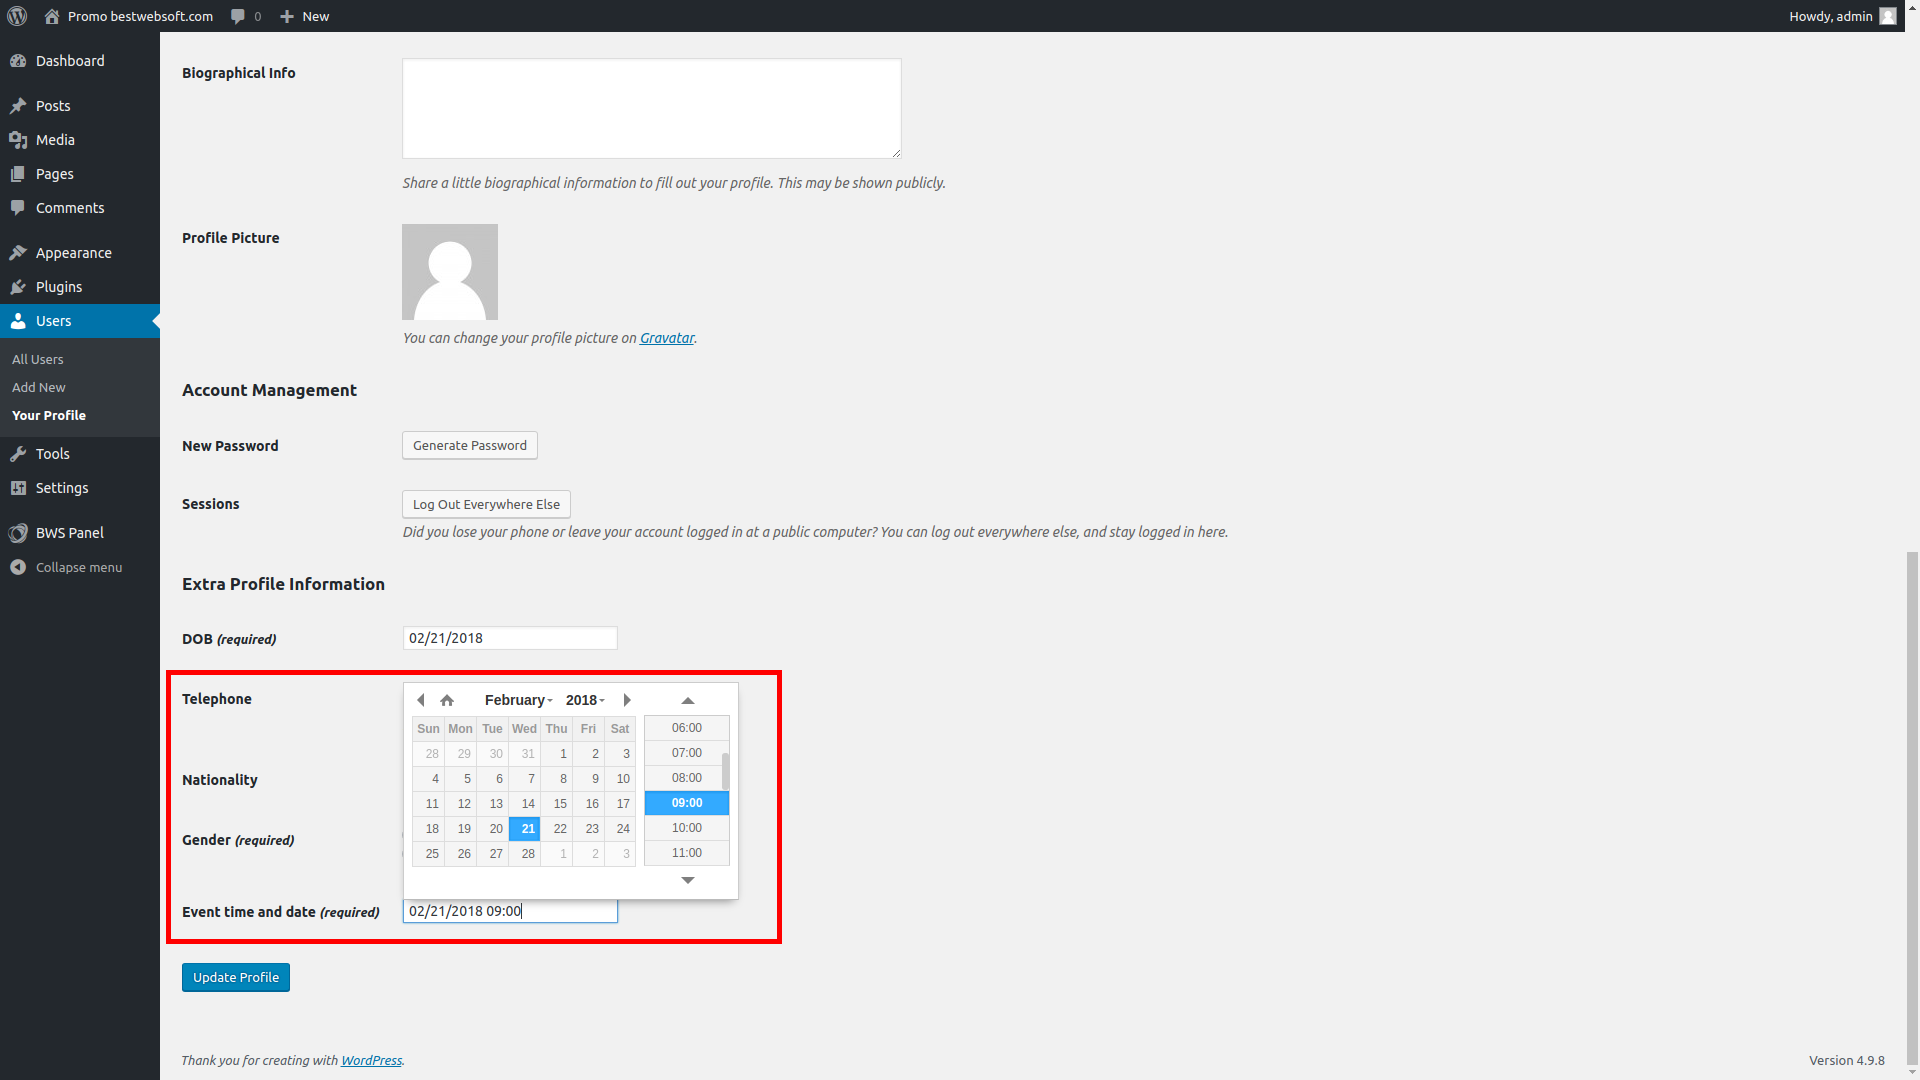 Promo bestwebsoft.com 0 New Howdy, admin
Dashboard
Posts
Media
Pages
Comments
Appearance
Plugins
Users
All Users
Add New
Your Profile
Tools
Settings
BWS Panel
Collapse menu
Biographical Info
Share a little biographical information to fill out your profile. This may be shown publicly.
Profile Picture
You can change your profile picture on Gravatar.
Account Management
New Password Generate Password
Sessions Log Out Everywhere Else
Did you lose your phone or leave your account logged in at a public computer? You can log out everywhere else, and stay logged in here.
Extra Profile Information
DOB (required) 02/21/2018
Telephone
February 2018
Sun Mon Tue Wed Thu Fri Sat
28 29 30 31 1 2 3
4 5 6 7 8 9 10
11 12 13 14 15 16 17
18 19 20 21 22 23 24
25 26 27 28 1 2 3
06:00
07:00
08:00
09:00
10:00
11:00
Nationality
Gender (required)
Event time and date (required) 02/21/2018 09:00
Update Profile
Thank you for creating with WordPress. Version 4.9.8